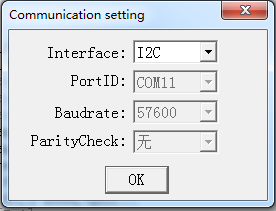 Communication setting
Interface: I2C
PortID: COM11
Baudrate: 57600
ParityCheck: 无
OK